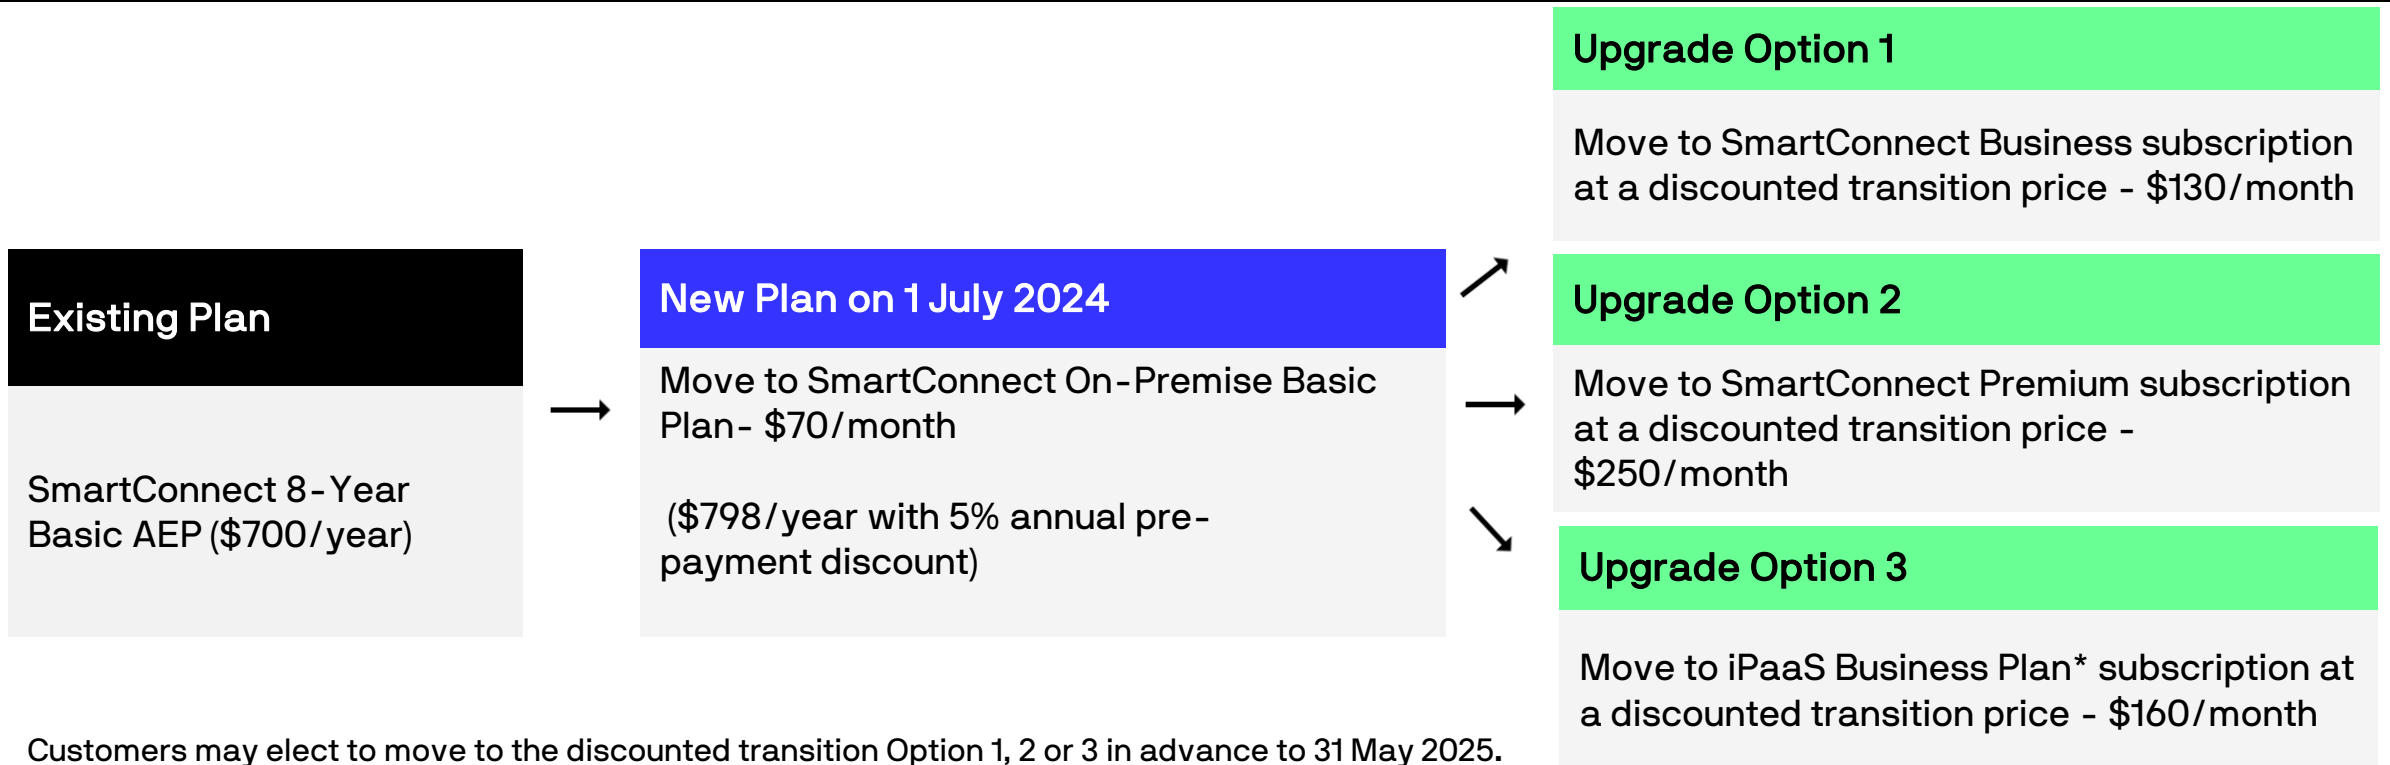 Existing Plan
SmartConnect 8-Year
Basic AEP ($700/year)
New Plan on 1 July 2024
Move to SmartConnect On-Premise Basic
Plan- $70/month
($798/year with 5% annual pre-
payment discount)
Upgrade Option 1
Move to SmartConnect Business subscription
at a discounted transition price - $130/month
Upgrade Option 2
Move to SmartConnect Premium subscription
at a discounted transition price -
$250/month
Upgrade Option 3
Move to iPaaS Business Plan* subscription at
a discounted transition price - $160/month
Customers may elect to move to the discounted transition Option 1, 2 or 3 in advance to 31 May 2025.